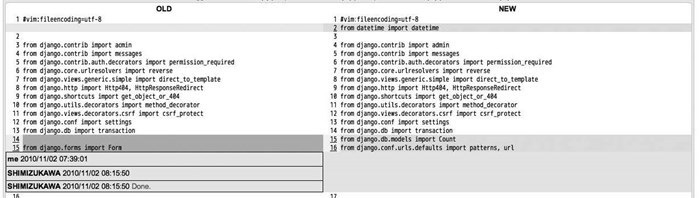 OLD
1 #vim:fileencoding=utf-8
2
3 from django.contrib import admin
4 from django.contrib import messages
5 from django.contrib.auth.decorators import permission_required
6 from django.core.urlresolvers import reverse
7 from django.views.generic.simple import direct_to_template
8 from django.http import Http404, HttpResponseRedirect
9 from django.shortcuts import get_object_or_404
10 from django.utils.decorators import method_decorator
11 from django.views.decorators.csrf import csrf_protect
12 from django.conf import settings
13 from django.db import transaction
14
15 from django.forms import Form
me 2010/11/02 07:39:01
SHIMIZUKAWA 2010/11/02 08:15:50
SHIMIZUKAWA 2010/11/02 08:15:50 Done.
16
NEW
1 #vim:fileencoding=utf-8
2 from datetime import datetime
3
4 from django.contrib import admin
5 from django.contrib import messages
5 from django.contrib.auth.decorators import permission_required
6 from django.core.urlresolvers import reverse
7 from django.views.generic.simple import direct_to_template
8 from django.http import Http404, HttpResponseRedirect
9 from django.shortcuts import get_object_or_404
10 from django.utils.decorators import method_decorator
11 from django.views.decorators.csrf import csrf_protect
13 from django.conf import settings
14 from django.db import transaction
15 from django.db.models import Count
16 from django.conf.urls.defaults import patterns, url
17